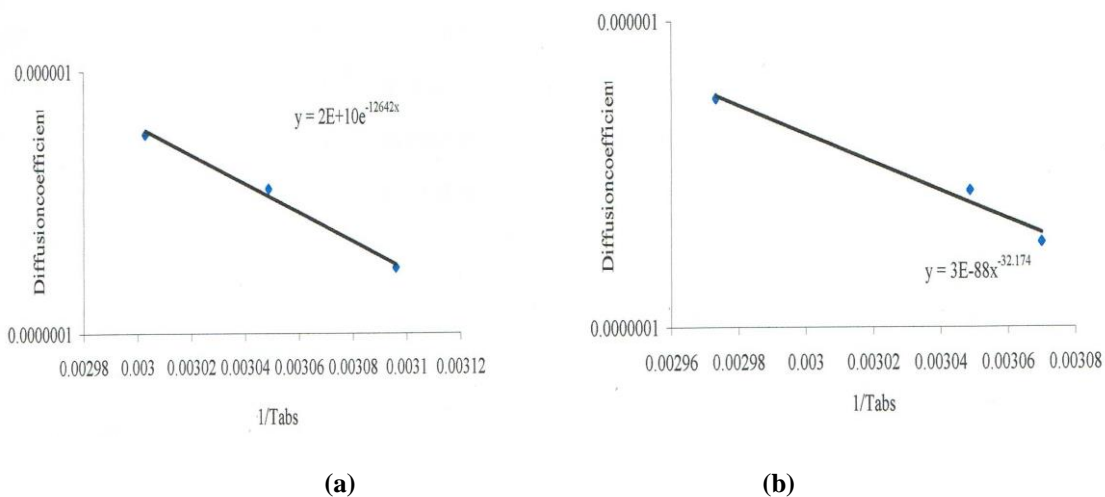 0.000001
Diffusioncoefficient
0.0000001
y = 2E+10e^-12642x
0.00298 0.003 0.00302 0.00304 0.00306 0.00308 0.0031 0.00312
1/Tabs
(a)
0.000001
Diffusioncoefficient
0.0000001
y = 3E-88x^-32.174
0.00296 0.00298 0.003 0.00302 0.00304 0.00306 0.00308
1/Tabs
(b)